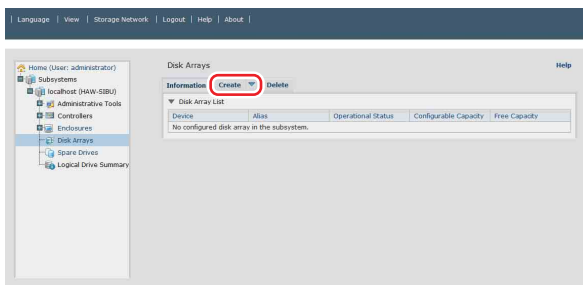 | Language | View | Storage Network | Logout | Help | About |
Home (User: administrator)
Subsystems
localhost (HAW-SIBU)
Administrative Tools
Controllers
Enclosures
Disk Arrays
Spare Drives
Logical Drive Summary
Disk Arrays Help
Information Create Delete
Disk Array List
Device Alias Operational Status Configurable Capacity Free Capacity
No configured disk array in the subsystem.